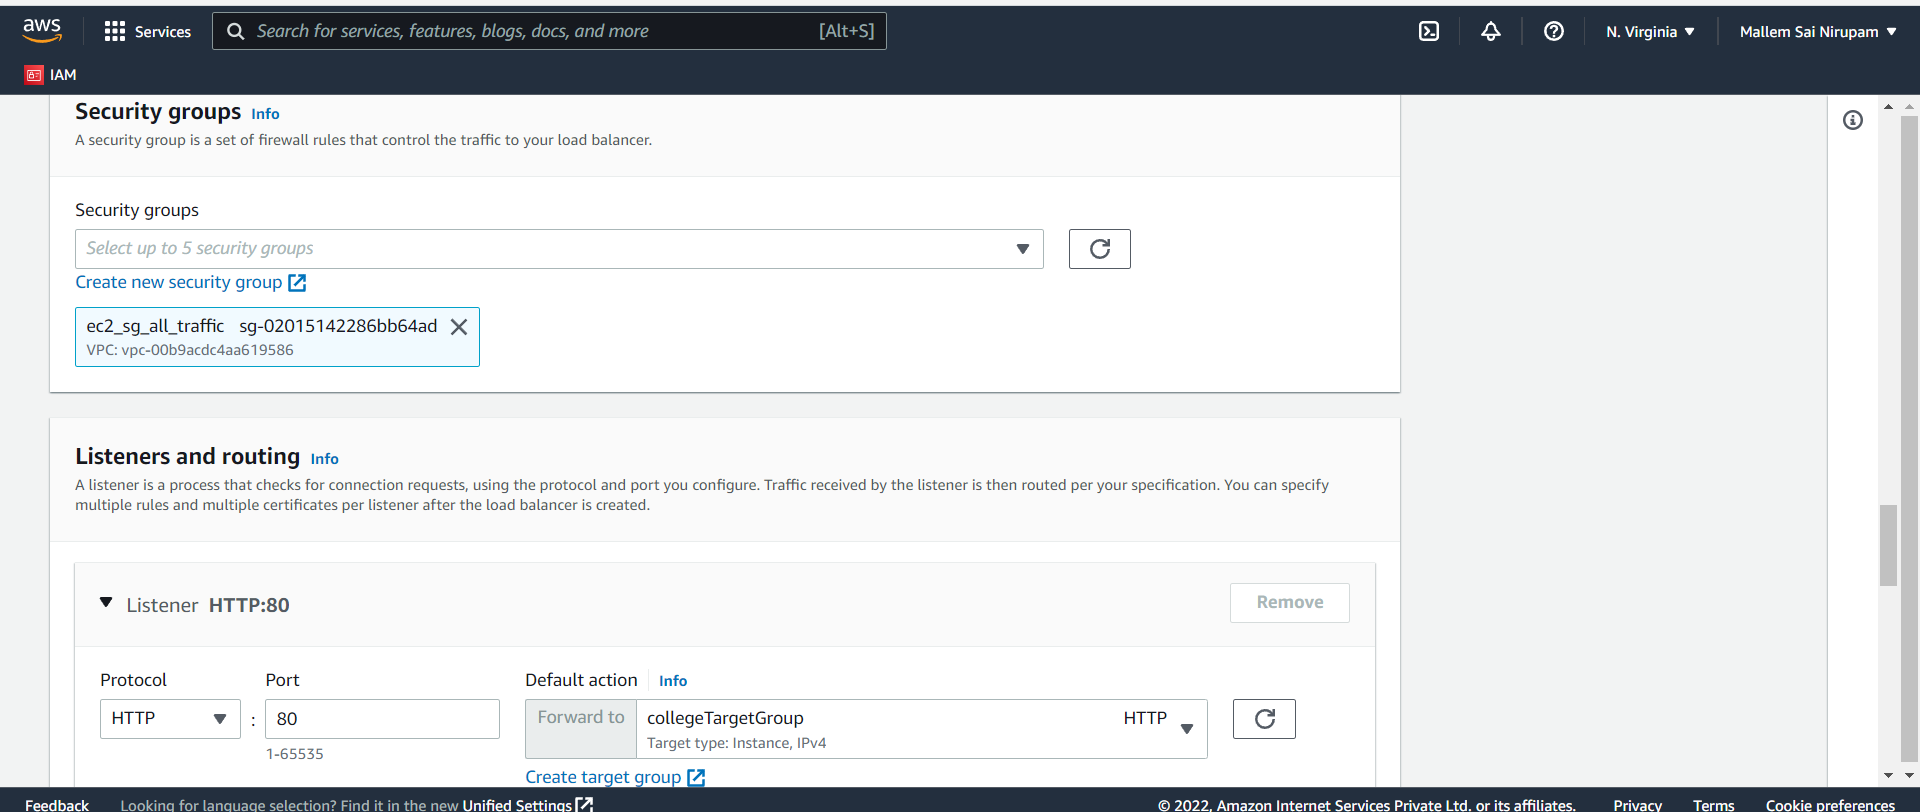 aws
Services
Search for services, features, blogs, docs, and more [Alt+S]
N. Virginia
Mallem Sai Nirupam
IAM
Security groups Info
A security group is a set of firewall rules that control the traffic to your load balancer.
Security groups
Select up to 5 security groups
Create new security group
ec2_sg_all_traffic sg-02015142286bb64ad
VPC: vpc-00b9acdc4aa619586
Listeners and routing Info
A listener is a process that checks for connection requests, using the protocol and port you configure. Traffic received by the listener is then routed per your specification. You can specify
multiple rules and multiple certificates per listener after the load balancer is created.
Listener HTTP:80
Remove
Protocol Port Default action Info
HTTP : 80 Forward to collegeTargetGroup HTTP
Target type: Instance, IPv4
1-65535
Create target group
Feedback Looking for language selection? Find it in the new Unified Settings © 2022, Amazon Internet Services Private Ltd. or its affiliates. Privacy Terms Cookie preferences